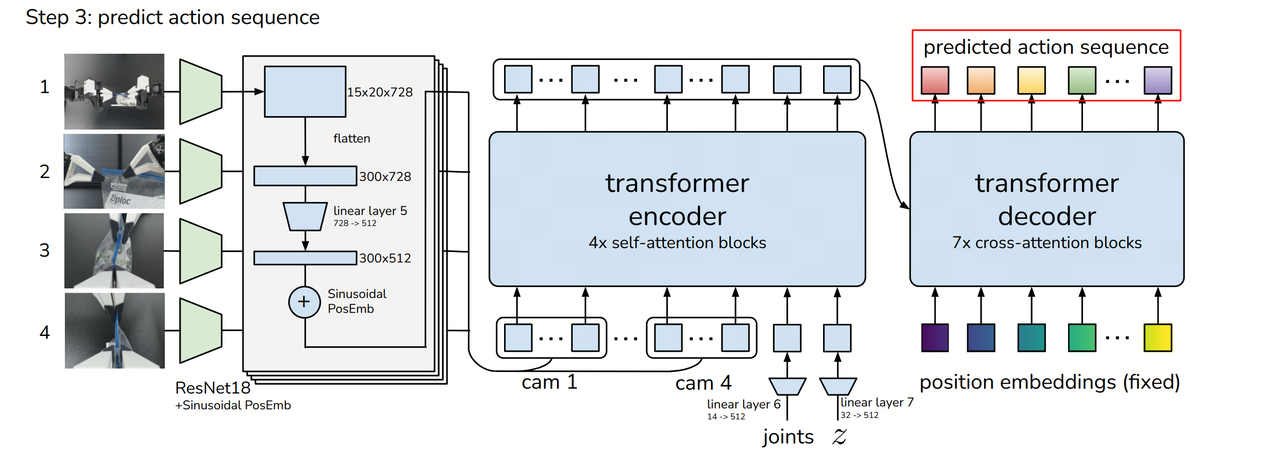 Step 3: predict action sequence
predicted action sequence
1
2
3
4
Ziploc
15x20x728
flatten
300x728
linear layer 5
728 -> 512
300x512
+
Sinusoidal
PosEmb
ResNet18
+Sinusoidal PosEmb
transformer
encoder
4x self-attention blocks
transformer
decoder
7x cross-attention blocks
cam 1
cam 4
linear layer 6
14 -> 512
linear layer 7
32 -> 512
joints
z
position embeddings (fixed)